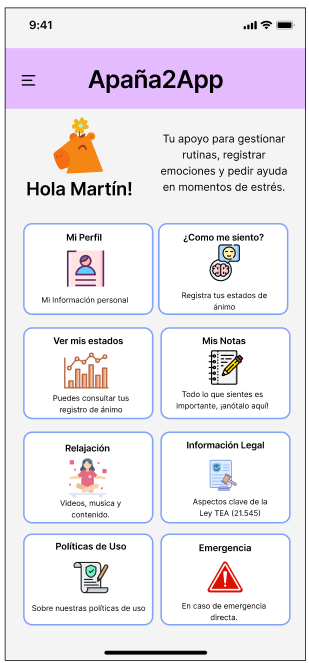 9:41
Apaña2App
Hola Martín!
Tu apoyo para gestionar
rutinas, registrar
emociones y pedir ayuda
en momentos de estrés.
Mi Perfil
Mi Información personal
¿Como me siento?
Registra tus estados de
ánimo
Ver mis estados
Puedes consultar tus
registro de ánimo
Mis Notas
Todo lo que sientes es
importante, ¡anótalo aquí!
Relajación
Videos, musica y
contenido.
Información Legal
Aspectos clave de la
Ley TEA (21.545)
Políticas de Uso
Sobre nuestras políticas de uso
Emergencia
En caso de emergencia
directa.